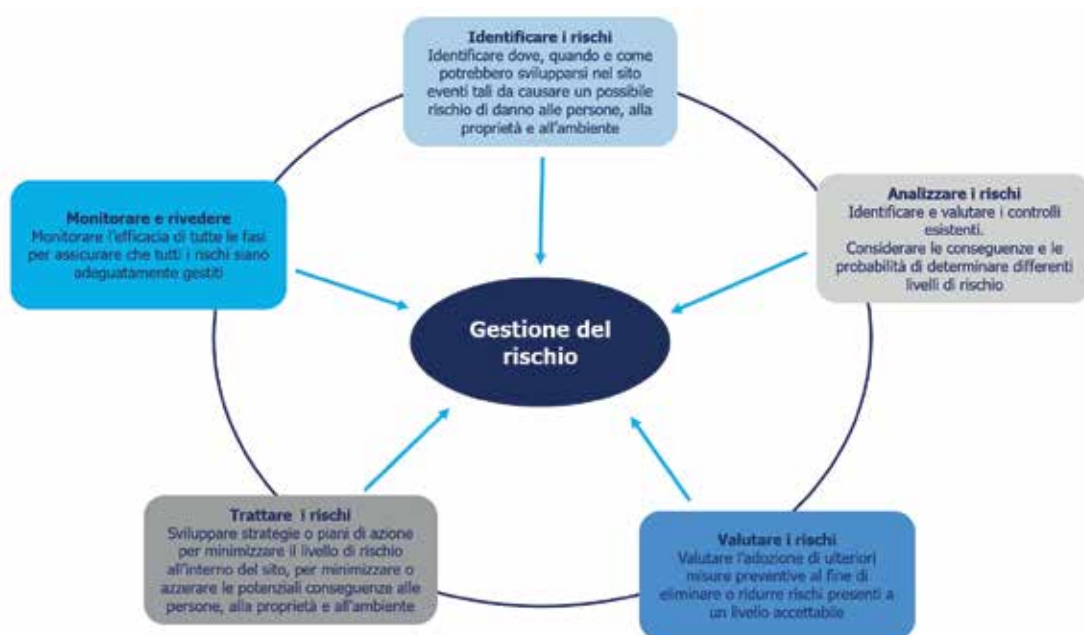 Identificare i rischi
Identificare dove, quando e come
potrebbero svilupparsi nel sito
eventi tali da causare un possibile
rischio di danno alle persone, alla
proprietà e all'ambiente
Analizzare i rischi
Identificare e valutare i controlli
esistenti.
Considerare le conseguenze e le
probabilità di determinare differenti
livelli di rischio
Monitorare e rivedere
Monitorare l'efficacia di tutte le fasi
per assicurare che tutti i rischi siano
adeguatamente gestiti
Gestione del
rischio
Trattare i rischi
Sviluppare strategie o piani di azione
per minimizzare il livello di rischio
all'interno del sito, per minimizzare o
azzerare le potenziali conseguenze alle
persone, alla proprietà e all'ambiente
Valutare i rischi
Valutare l'adozione di ulteriori
misure preventive al fine di
eliminare o ridurre rischi presenti a
un livello accettabile